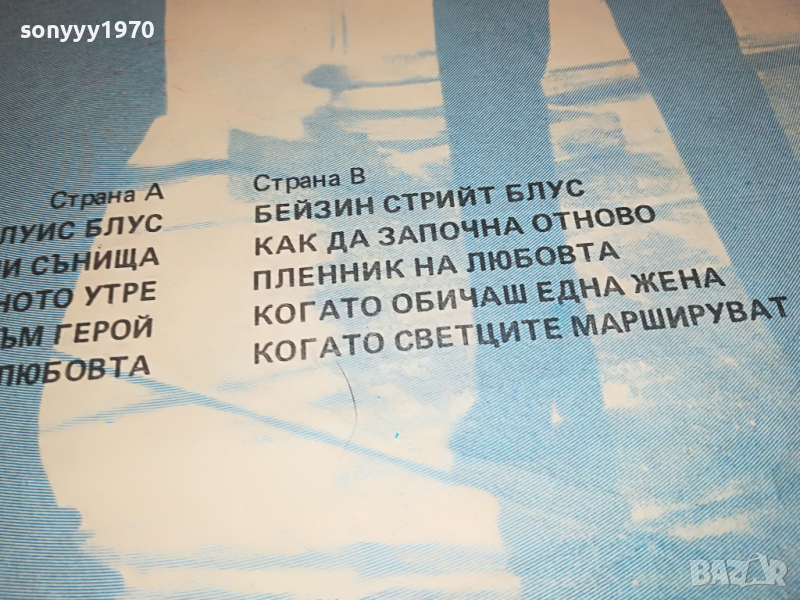 sonyyy1970
Страна А
ЛУИС БЛУС
И СЪНИЩА
НОТО УТРЕ
ЪМ ГЕРОЙ
ЛЮБОВТА
Страна В
БЕЙЗИН СТРИЙТ БЛУС
КАК ДА ЗАПОЧНА ОТНОВО
ПЛЕННИК НА ЛЮБОВТА
КОГАТО ОБИЧАШ ЕДНА ЖЕНА
КОГАТО СВЕТЦИТЕ МАРШИРУВАТ
BAZAR